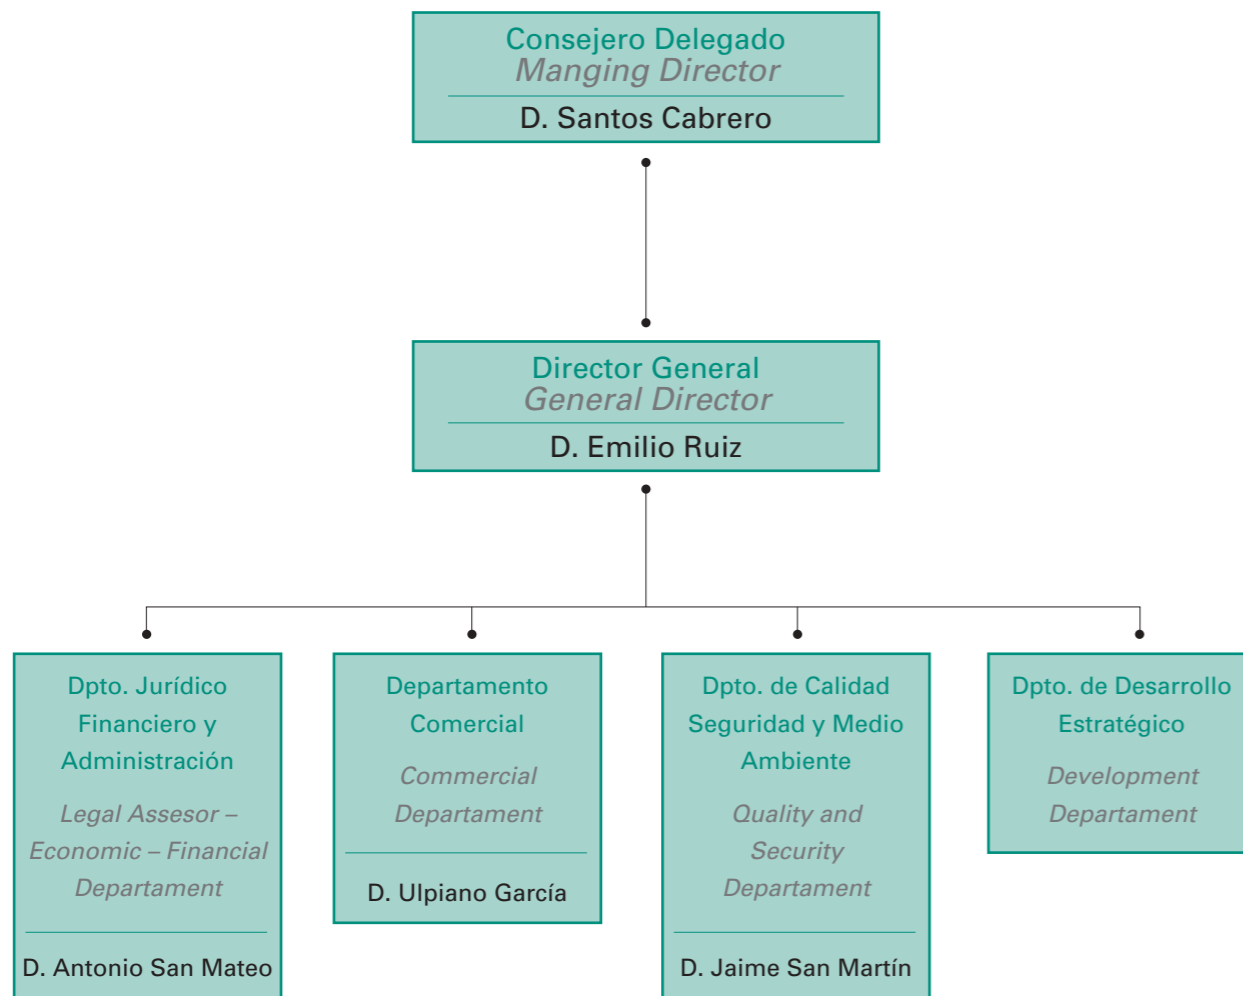 Consejero Delegado
Manging Director
D. Santos Cabrero
Director General
General Director
D. Emilio Ruiz
Dpto. Jurídico
Financiero y
Administración
Legal Assesor –
Economic – Financial
Departament
D. Antonio San Mateo
Departamento
Comercial
Commercial
Departament
D. Ulpiano García
Dpto. de Calidad
Seguridad y Medio
Ambiente
Quality and
Security
Departament
D. Jaime San Martín
Dpto. de Desarrollo
Estratégico
Development
Departament